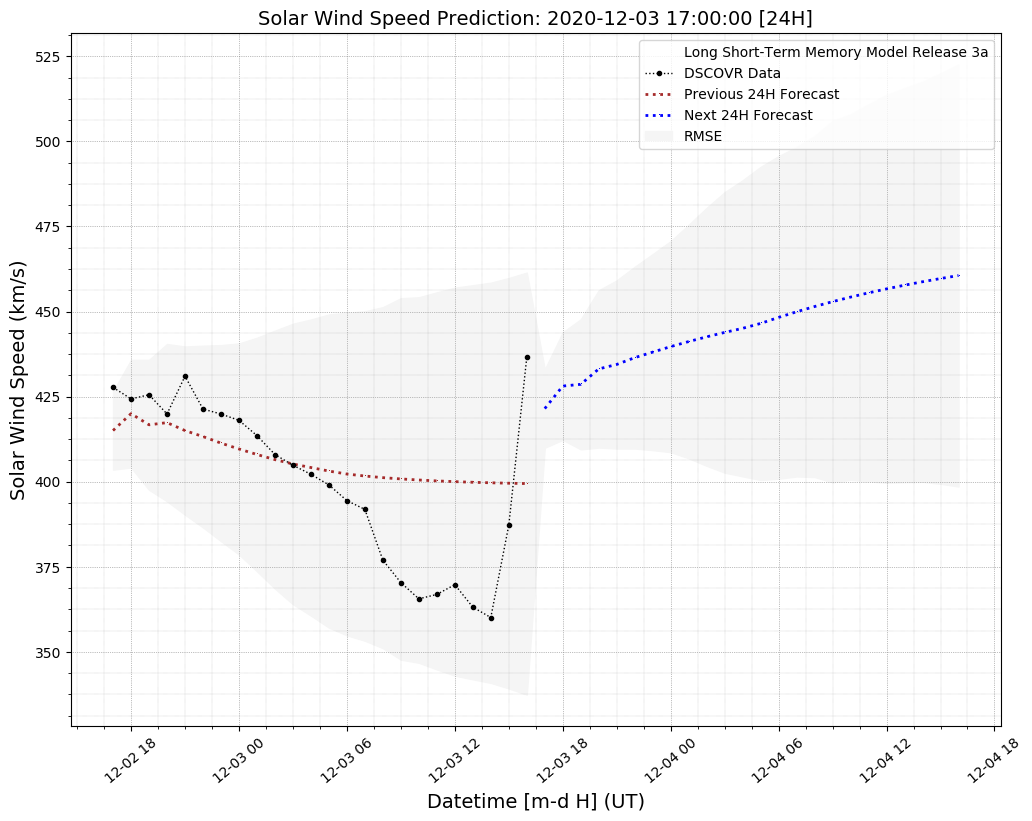 Solar Wind Speed Prediction: 2020-12-03 17:00:00 [24H]
Long Short-Term Memory Model Release 3a
DSCOVR Data
Previous 24H Forecast
Next 24H Forecast
RMSE
Solar Wind Speed (km/s)
525
500
475
450
425
400
375
350
12-02 18
12-03 00
12-03 06
12-03 12
12-03 18
12-04 00
12-04 06
12-04 12
12-04 18
Datetime [m-d H] (UT)